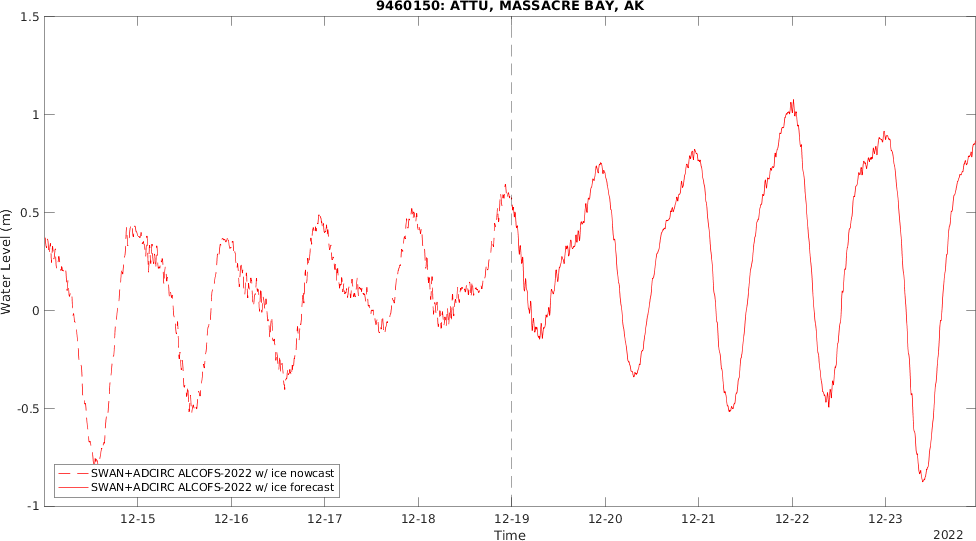 9460150: ATTU, MASSACRE BAY, AK
Water Level (m)
1.5
1
0.5
0
-0.5
-1
SWAN+ADCIRC ALCOFS-2022 w/ ice nowcast
SWAN+ADCIRC ALCOFS-2022 w/ ice forecast
12-15 12-16 12-17 12-18 12-19 12-20 12-21 12-22 12-23
Time
2022